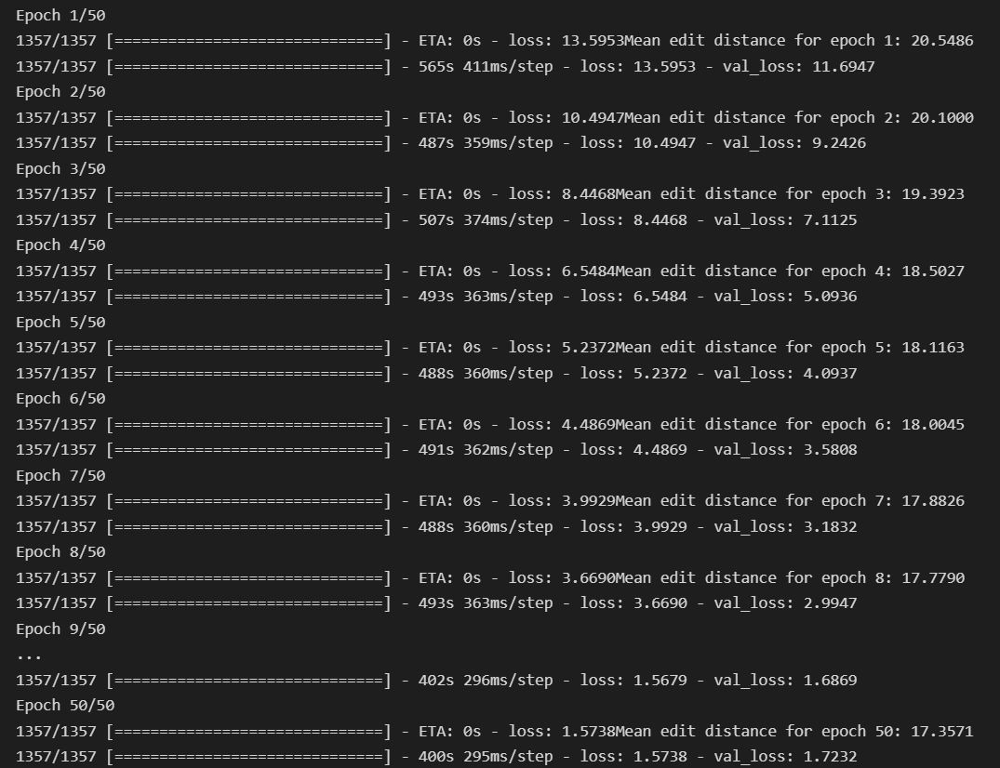 Epoch 1/50
1357/1357 [==============================] - ETA: 0s - loss: 13.5953Mean edit distance for epoch 1: 20.5486
1357/1357 [==============================] - 565s 411ms/step - loss: 13.5953 - val_loss: 11.6947
Epoch 2/50
1357/1357 [==============================] - ETA: 0s - loss: 10.4947Mean edit distance for epoch 2: 20.1000
1357/1357 [==============================] - 487s 359ms/step - loss: 10.4947 - val_loss: 9.2426
Epoch 3/50
1357/1357 [==============================] - ETA: 0s - loss: 8.4468Mean edit distance for epoch 3: 19.3923
1357/1357 [==============================] - 507s 374ms/step - loss: 8.4468 - val_loss: 7.1125
Epoch 4/50
1357/1357 [==============================] - ETA: 0s - loss: 6.5484Mean edit distance for epoch 4: 18.5027
1357/1357 [==============================] - 493s 363ms/step - loss: 6.5484 - val_loss: 5.0936
Epoch 5/50
1357/1357 [==============================] - ETA: 0s - loss: 5.2372Mean edit distance for epoch 5: 18.1163
1357/1357 [==============================] - 488s 360ms/step - loss: 5.2372 - val_loss: 4.0937
Epoch 6/50
1357/1357 [==============================] - ETA: 0s - loss: 4.4869Mean edit distance for epoch 6: 18.0045
1357/1357 [==============================] - 491s 362ms/step - loss: 4.4869 - val_loss: 3.5808
Epoch 7/50
1357/1357 [==============================] - ETA: 0s - loss: 3.9929Mean edit distance for epoch 7: 17.8826
1357/1357 [==============================] - 488s 360ms/step - loss: 3.9929 - val_loss: 3.1832
Epoch 8/50
1357/1357 [==============================] - ETA: 0s - loss: 3.6690Mean edit distance for epoch 8: 17.7790
1357/1357 [==============================] - 493s 363ms/step - loss: 3.6690 - val_loss: 2.9947
Epoch 9/50
...
1357/1357 [==============================] - 402s 296ms/step - loss: 1.5679 - val_loss: 1.6869
Epoch 50/50
1357/1357 [==============================] - ETA: 0s - loss: 1.5738Mean edit distance for epoch 50: 17.3571
1357/1357 [==============================] - 400s 295ms/step - loss: 1.5738 - val_loss: 1.7232